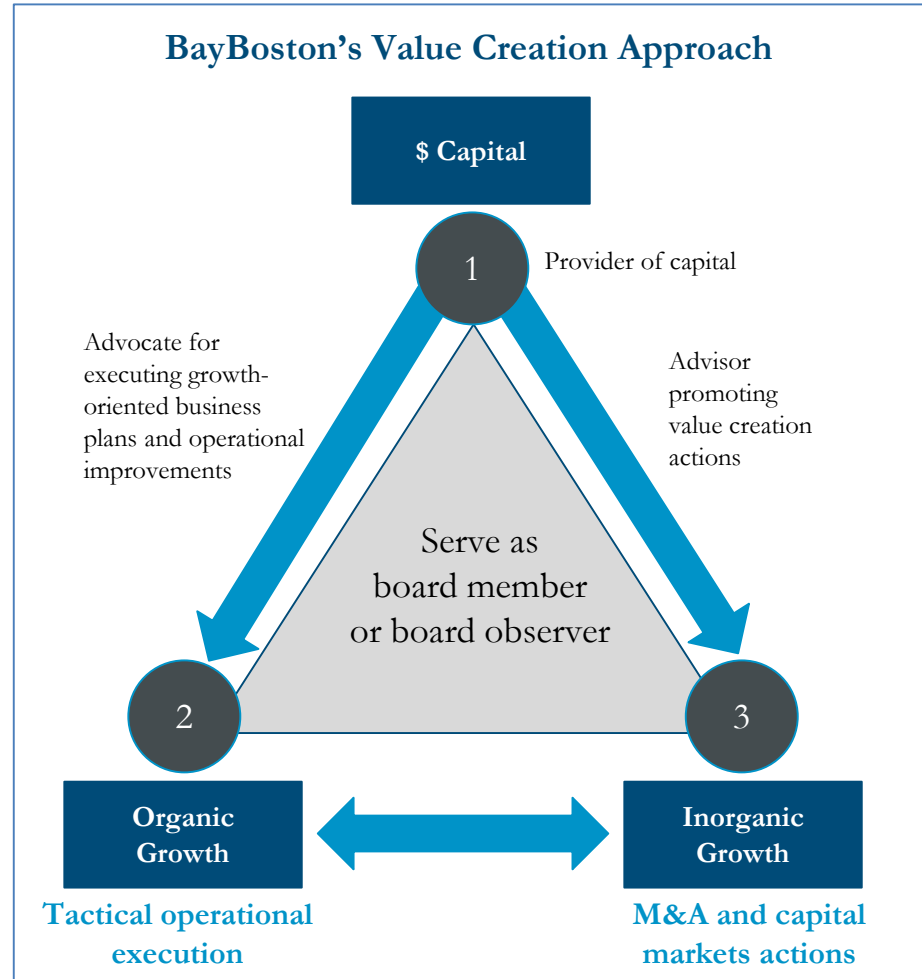 BayBoston’s Value Creation Approach
$ Capital
1
Provider of capital
Advocate for
executing growth-
oriented business
plans and operational
improvements
Advisor
promoting
value creation
actions
Serve as
board member
or board observer
2
3
Organic
Growth
Inorganic
Growth
Tactical operational
execution
M&A and capital
markets actions